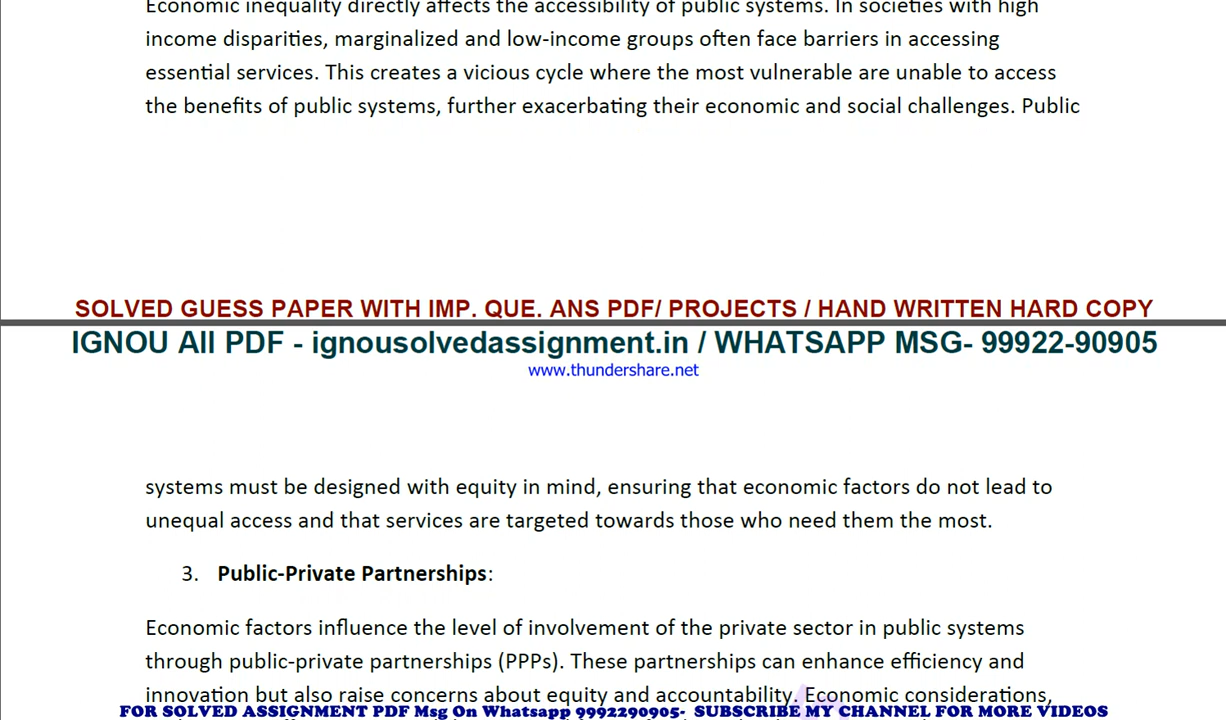 Economic inequality directly affects the accessibility of public systems. In societies with high
income disparities, marginalized and low-income groups often face barriers in accessing
essential services. This creates a vicious cycle where the most vulnerable are unable to access
the benefits of public systems, further exacerbating their economic and social challenges. Public
SOLVED GUESS PAPER WITH IMP. QUE. ANS PDF/ PROJECTS / HAND WRITTEN HARD COPY
IGNOU All PDF - ignousolvedassignment.in / WHATSAPP MSG- 99922-90905
www.thundershare.net
systems must be designed with equity in mind, ensuring that economic factors do not lead to
unequal access and that services are targeted towards those who need them the most.
3. Public-Private Partnerships:
Economic factors influence the level of involvement of the private sector in public systems
through public-private partnerships (PPPs). These partnerships can enhance efficiency and
innovation but also raise concerns about equity and accountability. Economic considerations,
FOR SOLVED ASSIGNMENT PDF Msg On Whatsapp 9992290905- SUBSCRIBE MY CHANNEL FOR MORE VIDEOS